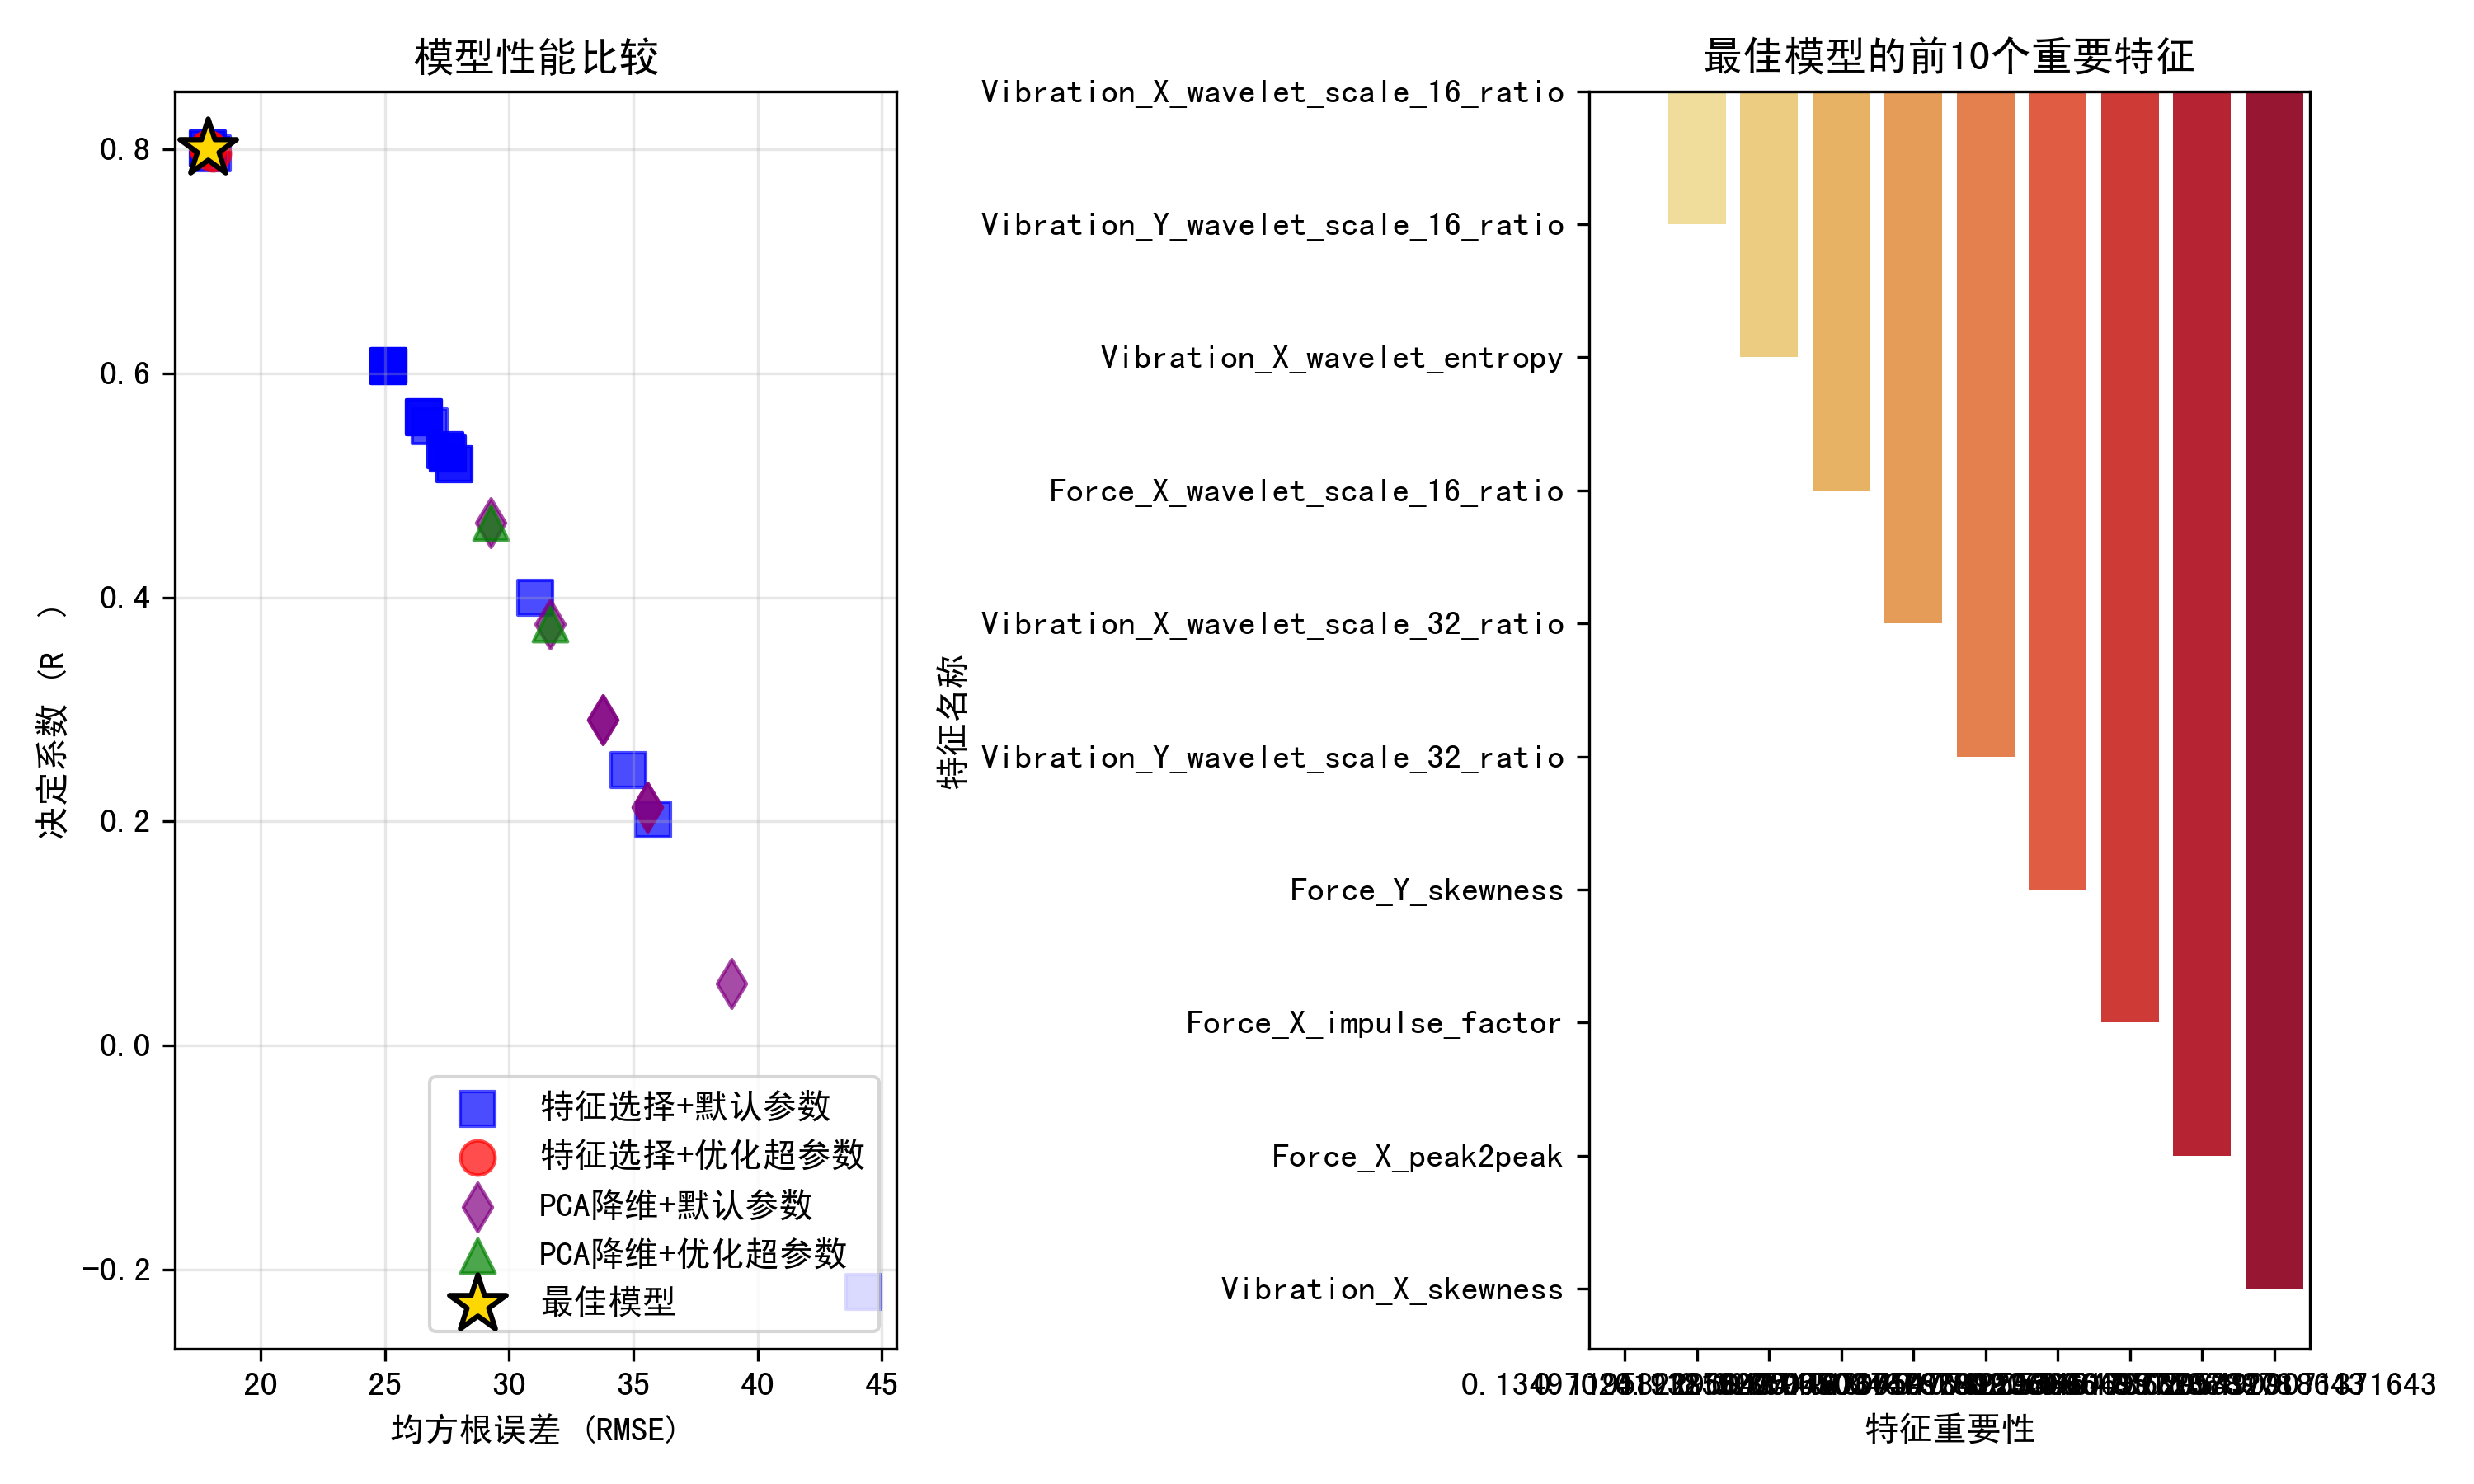 模型性能比较
决定系数 (R )
0.8
0.6
0.4
0.2
0.0
-0.2
20
25
30
35
40
45
均方根误差 (RMSE)
特征选择+默认参数
特征选择+优化超参数
PCA降维+默认参数
PCA降维+优化超参数
最佳模型
最佳模型的前10个重要特征
特征名称
Vibration_X_wavelet_scale_16_ratio
Vibration_Y_wavelet_scale_16_ratio
Vibration_X_wavelet_entropy
Force_X_wavelet_scale_16_ratio
Vibration_X_wavelet_scale_32_ratio
Vibration_Y_wavelet_scale_32_ratio
Force_Y_skewness
Force_X_impulse_factor
Force_X_peak2peak
Vibration_X_skewness
特征重要性